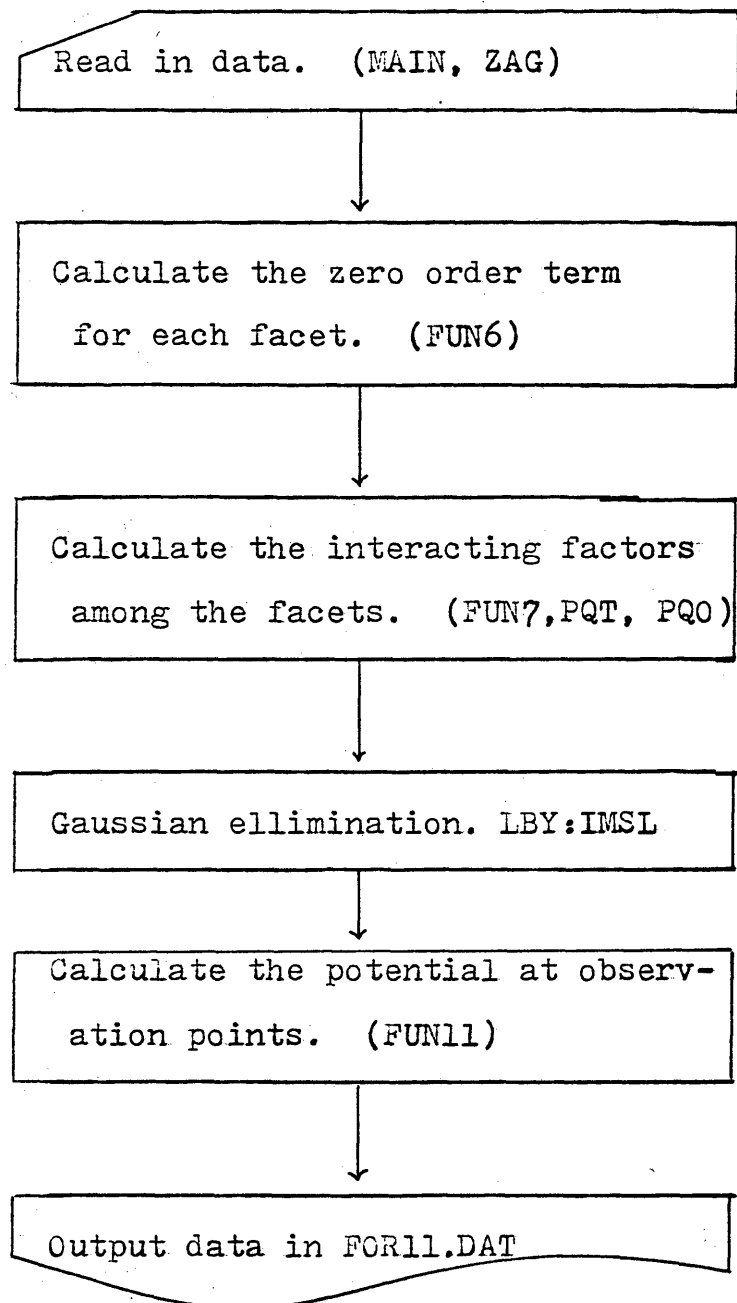 Read in data. (MAIN, ZAG)
Calculate the zero order term
for each facet. (FUN6)
Calculate the interacting factors
among the facets. (FUN7,PQT, PQO)
Gaussian ellimination. LBY:IMSL
Calculate the potential at observ-
ation points. (FUN11)
Output data in FOR11.DAT